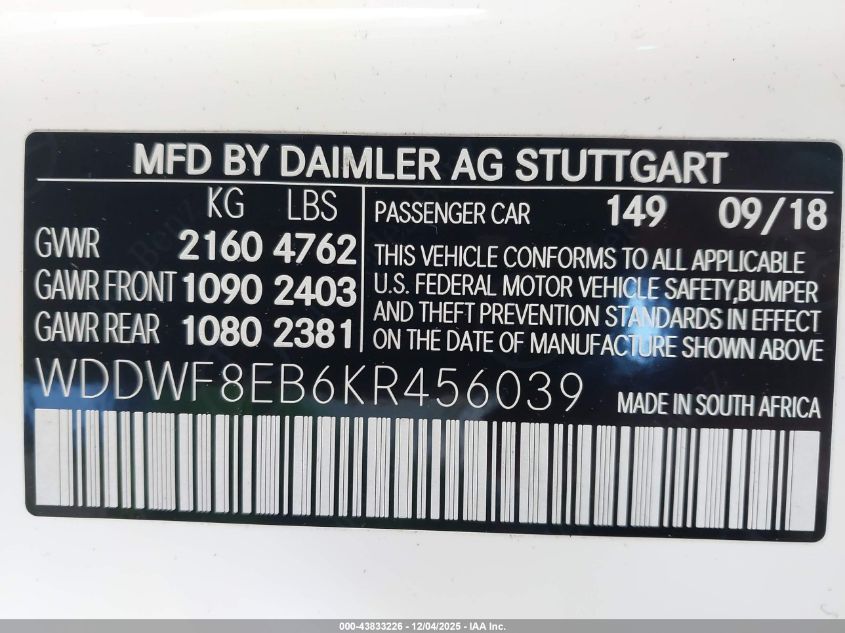 MFD BY DAIMLER AG STUTTGART
KG LBS
GVWR 2160 4762
GAWR FRONT 1090 2403
GAWR REAR 1080 2381
PASSENGER CAR 149 09/18
THIS VEHICLE CONFORMS TO ALL APPLICABLE
U.S. FEDERAL MOTOR VEHICLE SAFETY,BUMPER
AND THEFT PREVENTION STANDARDS IN EFFECT
ON THE DATE OF MANUFACTURE SHOWN ABOVE
WDDWF8EB6KR456039 MADE IN SOUTH AFRICA
000-43833226 - 12/04/2025 - IAA Inc.